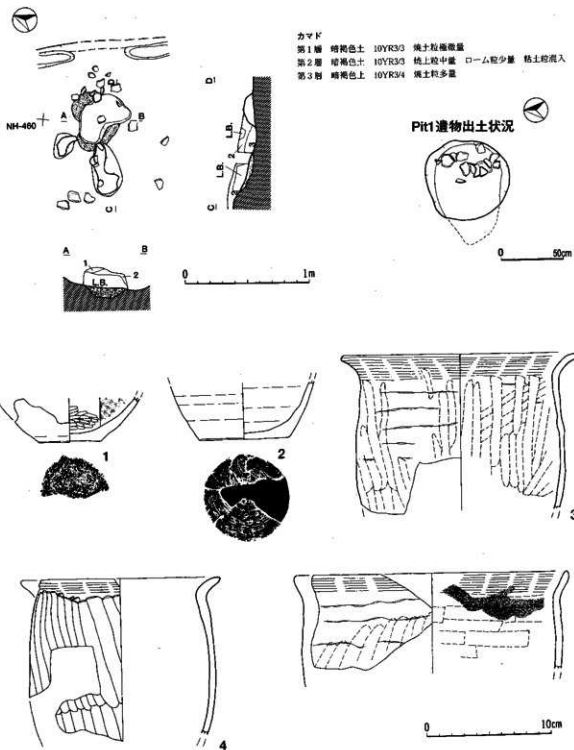 カマド
第1層 暗褐色土 10YR3/3 焼土粒極微量
第2層 暗褐色土 10YR3/3 焼土粒中量 ローム粒少量 粘土粒混入
第3層 暗褐色土 10YR3/4 焼土粒多量
NH-460
A
B
C
D
D
C
L.B.
L.B.
2
3
Pit1遺物出土状況
0 50cm
A B
1
2
L.B.
0 1m
1
2
3
4
0 10cm